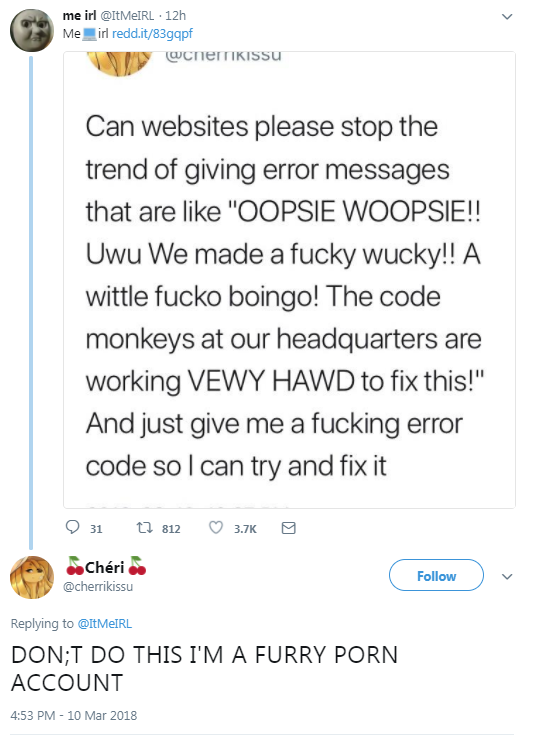 me irl @ItMeIRL · 12h
Me💻irl redd.it/83gqpf
@cherrikissu
Can websites please stop the
trend of giving error messages
that are like "OOPSIE WOOPSIE!!
Uwu We made a fucky wucky!! A
wittle fucko boingo! The code
monkeys at our headquarters are
working VEWY HAWD to fix this!"
And just give me a fucking error
code so I can try and fix it
31 812 3.7K
🍒Chéri🍒
@cherrikissu
Follow
Replying to @ItMeIRL
DON;T DO THIS I'M A FURRY PORN
ACCOUNT
4:53 PM - 10 Mar 2018